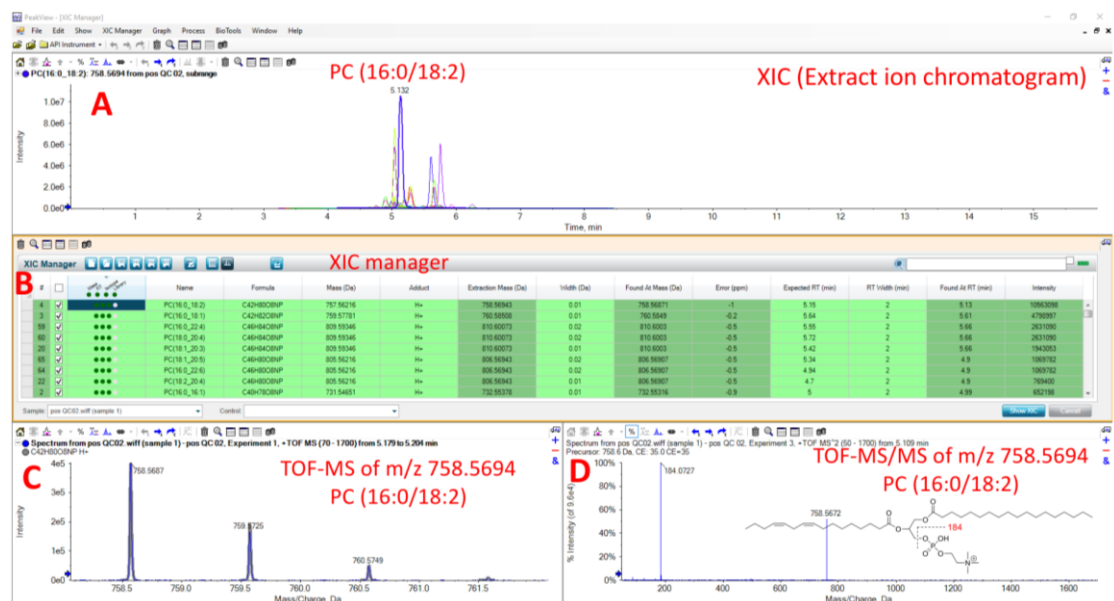 PeakView - [XIC Manager]
File Edit Show XIC Manager Graph Process BioTools Window Help
API Instrument
PC(16:0_18:2): 758.5694 from pos QC 02, subrange
PC (16:0/18:2)
XIC (Extract ion chromatogram)
A
5.132
Intensity
1.0e7
8.0e6
6.0e6
4.0e6
2.0e6
0.0e0
1 2 3 4 5 6 7 8 9 10 11 12 13 14 15
Time, min
XIC Manager
XIC manager
B
# Name Formula Mass (Da) Adduct Extraction Mass (Da) Width (Da) Found At Mass (Da) Error (ppm) Expected RT (min) RT Width (min) Found At RT (min) Intensity
4 PC(16:0_18:2) C42H80O8NP 757.56216 H+ 758.56943 0.01 758.56871 -1 5.15 2 5.13 10563098
3 PC(16:0_18:1) C42H82O8NP 759.57781 H+ 760.58508 0.01 760.5849 -0.2 5.64 2 5.61 4798997
59 PC(16:0_22:4) C46H84O8NP 809.59346 H+ 810.60073 0.02 810.6003 -0.5 5.55 2 5.66 2631090
60 PC(18:0_20:4) C46H84O8NP 809.59346 H+ 810.60073 0.02 810.6003 -0.5 5.72 2 5.66 2631090
20 PC(18:1_20:3) C46H84O8NP 809.59346 H+ 810.60073 0.01 810.6003 -0.5 5.42 2 5.66 1943053
65 PC(18:1_20:5) C46H80O8NP 805.56216 H+ 806.56943 0.02 806.56907 -0.5 5.34 2 4.9 1069782
64 PC(16:0_22:6) C46H80O8NP 805.56216 H+ 806.56943 0.02 806.56907 -0.5 4.94 2 4.9 1069782
22 PC(18:2_20:4) C46H80O8NP 805.56216 H+ 806.56943 0.01 806.56907 -0.5 4.7 2 4.9 769400
2 PC(16:0_16:1) C40H78O8NP 731.54651 H+ 732.55378 0.01 732.55316 -0.9 5 2 4.99 652198
Sample: pos QC02.wiff (sample 1) Control: Show XIC Cancel
Spectrum from pos QC02.wiff (sample 1) - pos QC 02, Experiment 1, +TOF MS (70 - 1700) from 5.179 to 5.204 min
C42H80O8NP H+
C
TOF-MS of m/z 758.5694
PC (16:0/18:2)
Intensity
4e5
3e5
2e5
1e5
0e0
758.5687
759.5725
760.5749
758.5 759.0 759.5 760.0 760.5 761.0 761.5
Mass/Charge, Da
Spectrum from pos QC02.wiff (sample 1) - pos QC 02, Experiment 3, +TOF MS^2 (50 - 1700) from 5.109 min
Precursor: 758.6 Da, CE: 35.0 CE=35
D
TOF-MS/MS of m/z 758.5694
PC (16:0/18:2)
% Intensity (of 9.6e4)
100%
80%
60%
40%
20%
0%
184.0727
758.5672
O
O
O
O
184
O
O
P
OH
O
N
200 400 600 800 1000 1200 1400 1600
Mass/Charge, Da